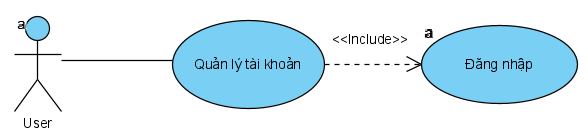 a
User
Quản lý tài khoản
<<Include>>
a
Đăng nhập